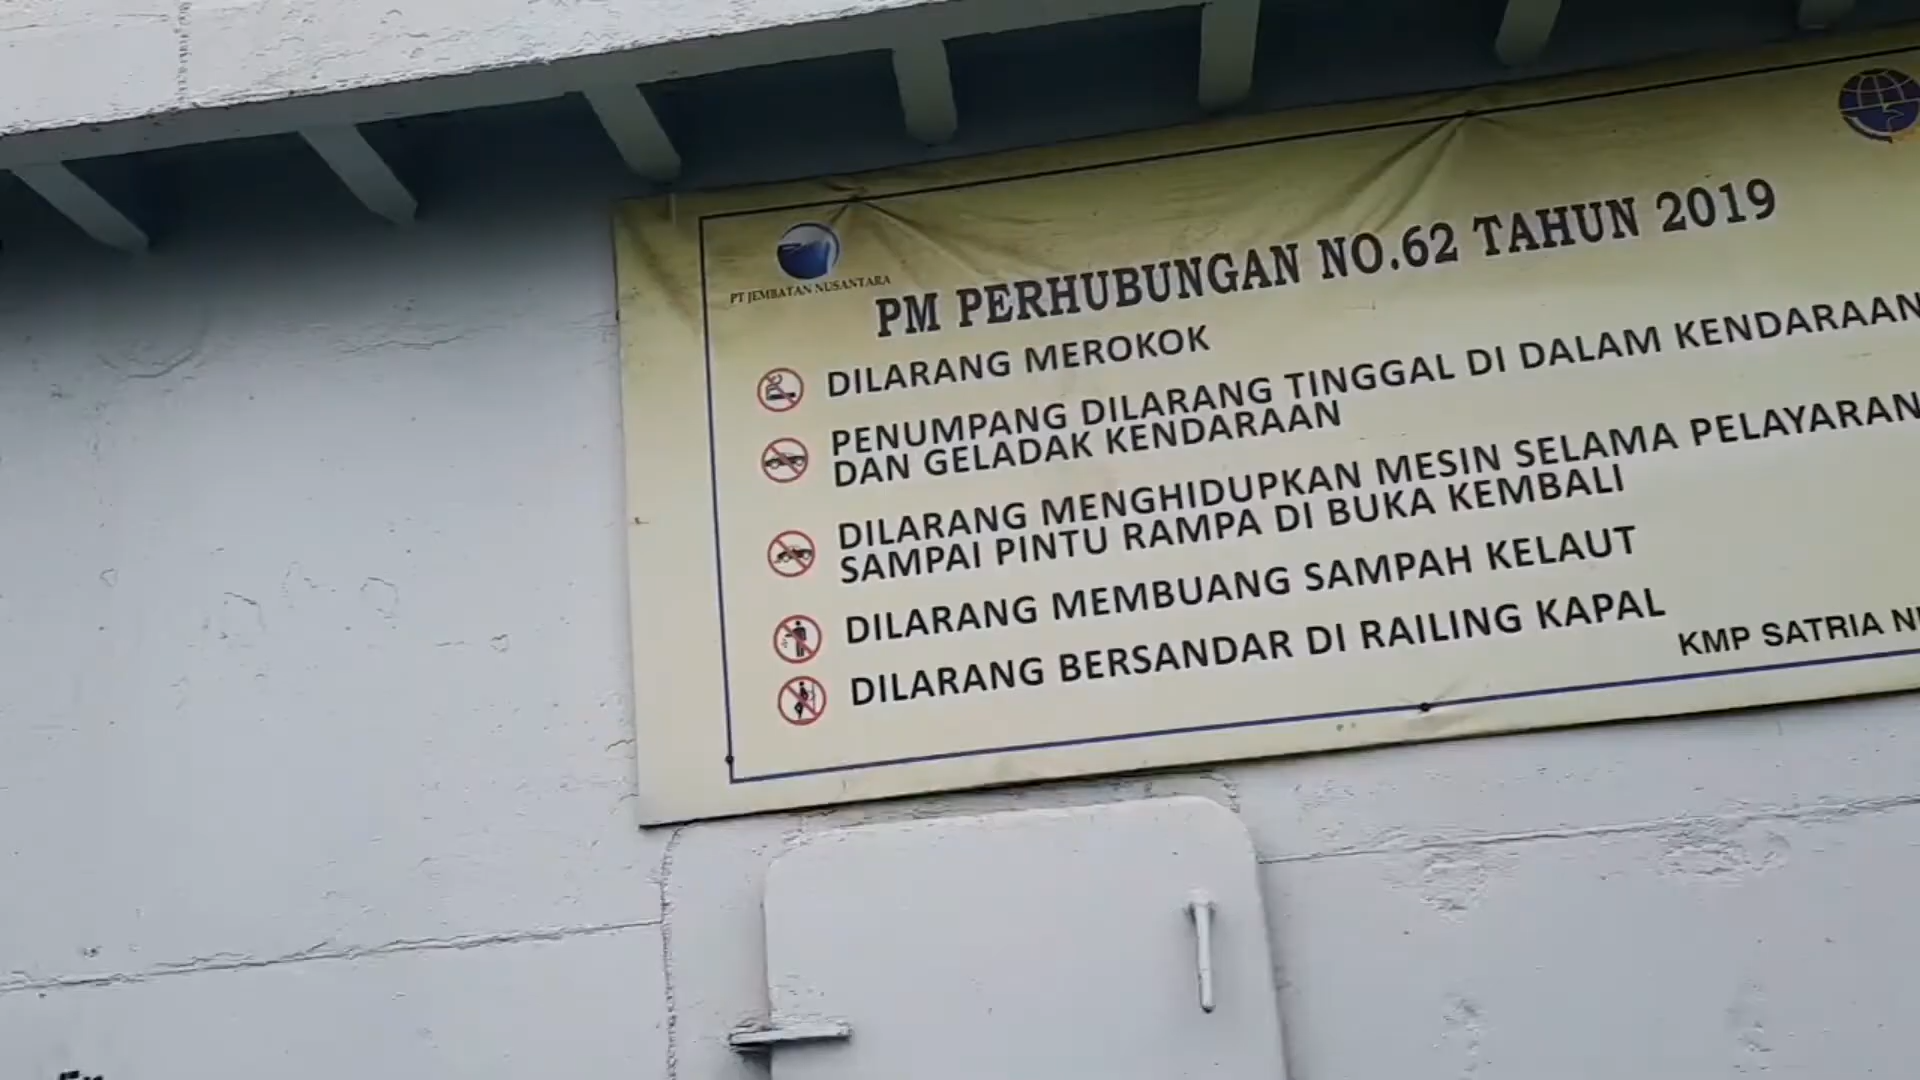 PT JEMBATAN NUSANTARA
PM PERHUBUNGAN NO.62 TAHUN 2019
DILARANG MEROKOK
PENUMPANG DILARANG TINGGAL DI DALAM KENDARAAN
DAN GELADAK KENDARAAN
DILARANG MENGHIDUPKAN MESIN SELAMA PELAYARAN
SAMPAI PINTU RAMPA DI BUKA KEMBALI
DILARANG MEMBUANG SAMPAH KELAUT
DILARANG BERSANDAR DI RAILING KAPAL
KMP SATRIA